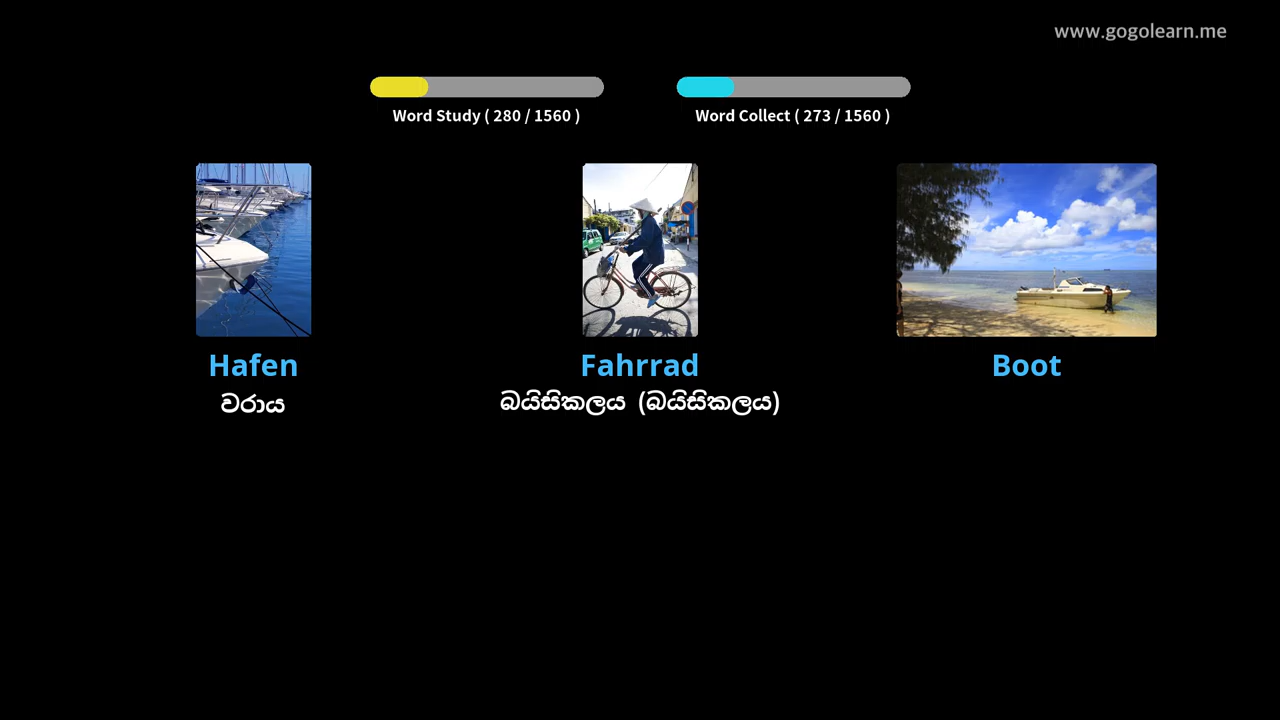 www.gogolearn.me
Word Study ( 280 / 1560 )
Word Collect ( 273 / 1560 )
Hafen
වරාය
Fahrrad
බයිසිකලය (බයිසිකලය)
Boot